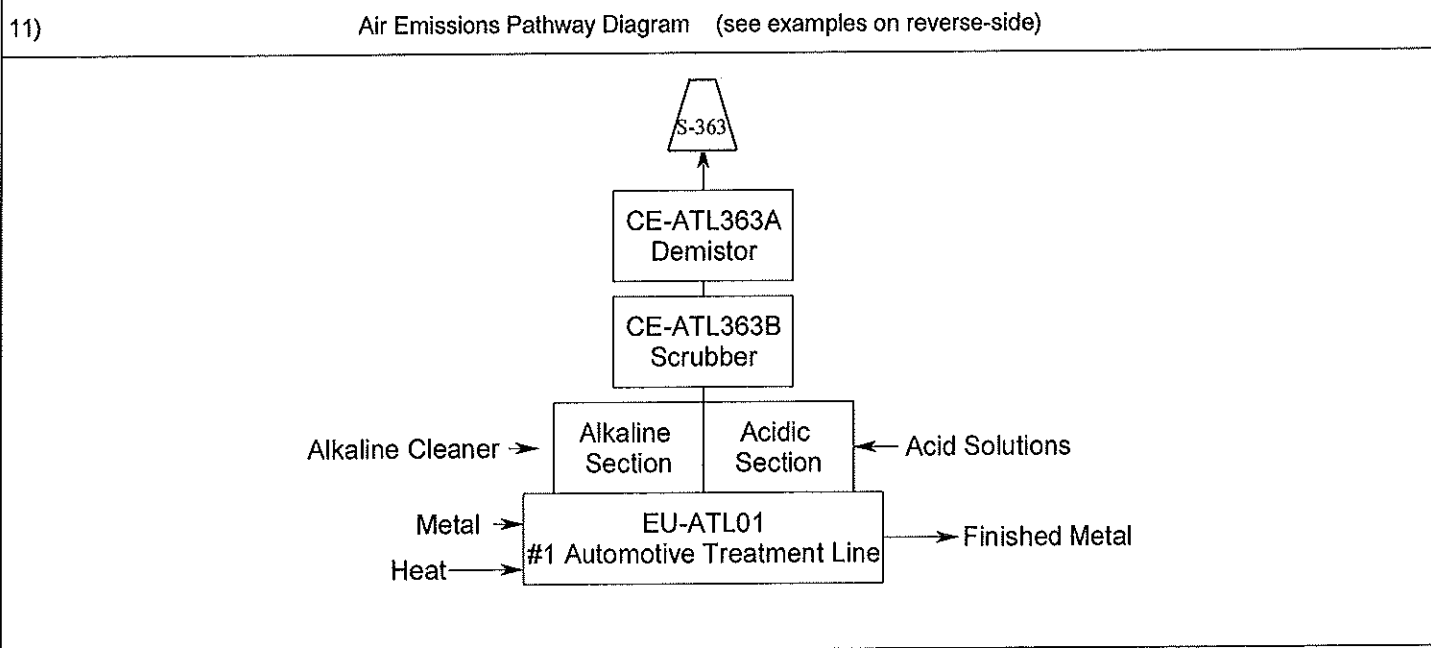 11) Air Emissions Pathway Diagram (see examples on reverse-side)
S-363
CE-ATL363A
Demistor
CE-ATL363B
Scrubber
Alkaline Cleaner
Alkaline
Section
Acidic
Section
Acid Solutions
Metal
Heat
EU-ATL01
#1 Automotive Treatment Line
Finished Metal